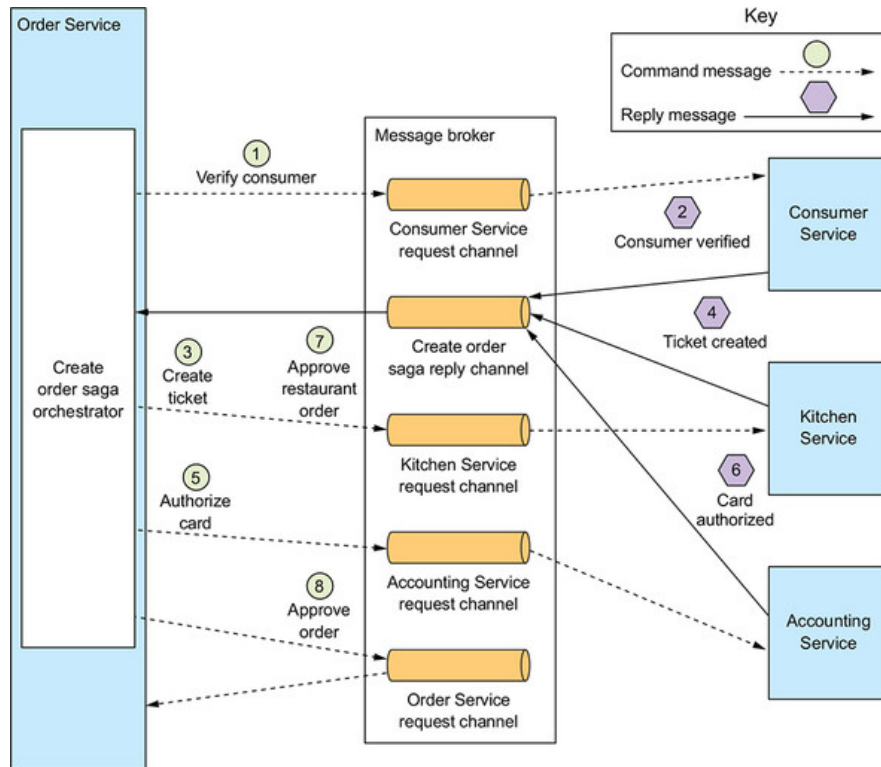 Order Service
Key
Command message
Reply message
Message broker
1
Verify consumer
Consumer Service
request channel
2
Consumer verified
Consumer
Service
Create
order saga
orchestrator
3
Create
ticket
7
Approve
restaurant
order
Create order
saga reply channel
4
Ticket created
Kitchen Service
request channel
Kitchen
Service
5
Authorize
card
6
Card
authorized
Accounting Service
request channel
8
Approve
order
Accounting
Service
Order Service
request channel